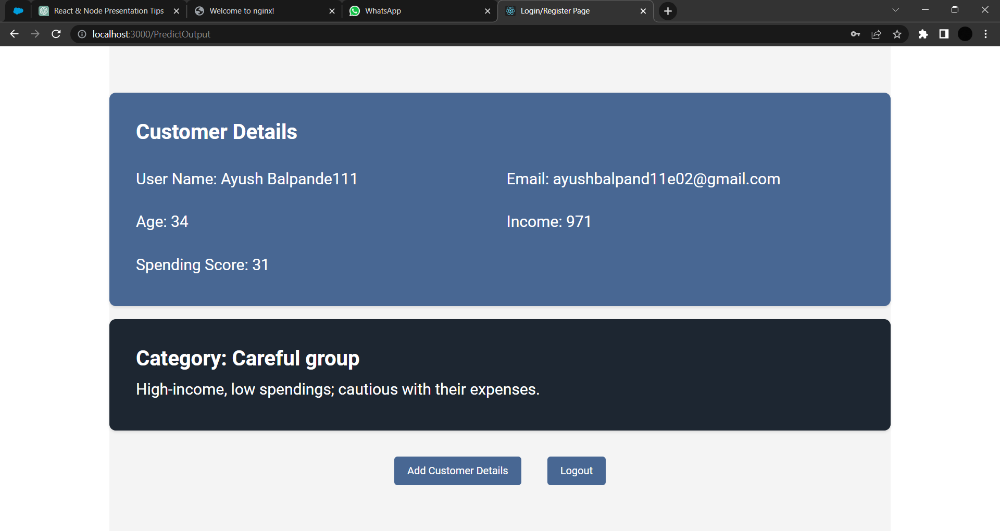 React & Node Presentation Tips
Welcome to nginx!
WhatsApp
Login/Register Page
localhost:3000/PredictOutput
Customer Details
User Name: Ayush Balpande111
Email: ayushbalpand11e02@gmail.com
Age: 34
Income: 971
Spending Score: 31
Category: Careful group
High-income, low spendings; cautious with their expenses.
Add Customer Details
Logout